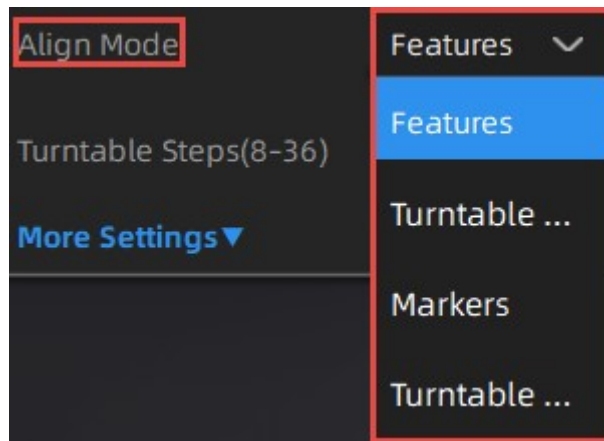 Align Mode
Features
Features
Turntable Steps(8-36)
Turntable ...
More Settings▼
Markers
Turntable ...